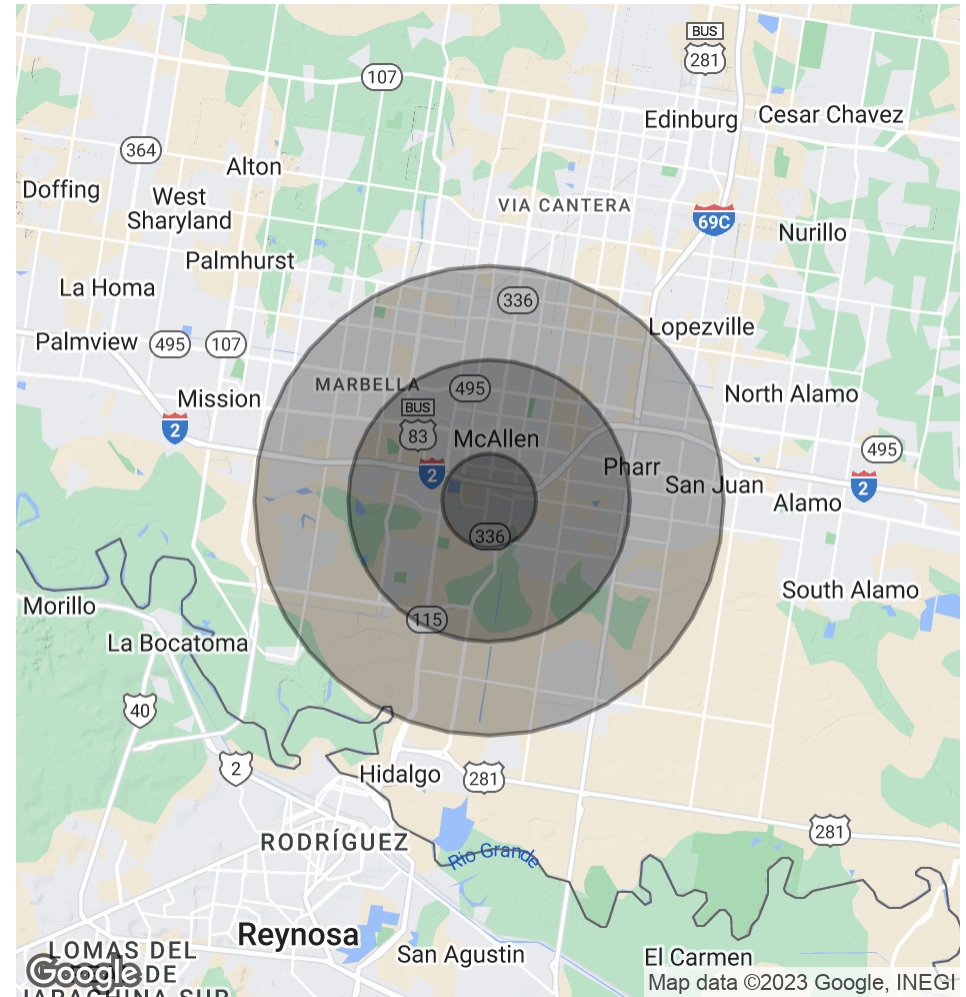 BUS
281
107
Edinburg
Cesar Chavez
364
Alton
Doffing
West
Sharyland
VIA CANTERA
69C
Nurillo
Palmhurst
La Homa
336
Lopezville
Palmview
495
107
MARBELLA
495
North Alamo
Mission
BUS
83
2
McAllen
495
2
Pharr
San Juan
2
Alamo
336
South Alamo
Morillo
115
La Bocatoma
40
2
Hidalgo
281
281
RODRÍGUEZ
Rio Grande
Reynosa
San Agustin
El Carmen
LOMAS DEL
DE
JARACHINA SUR
Google
Map data ©2023 Google, INEGI